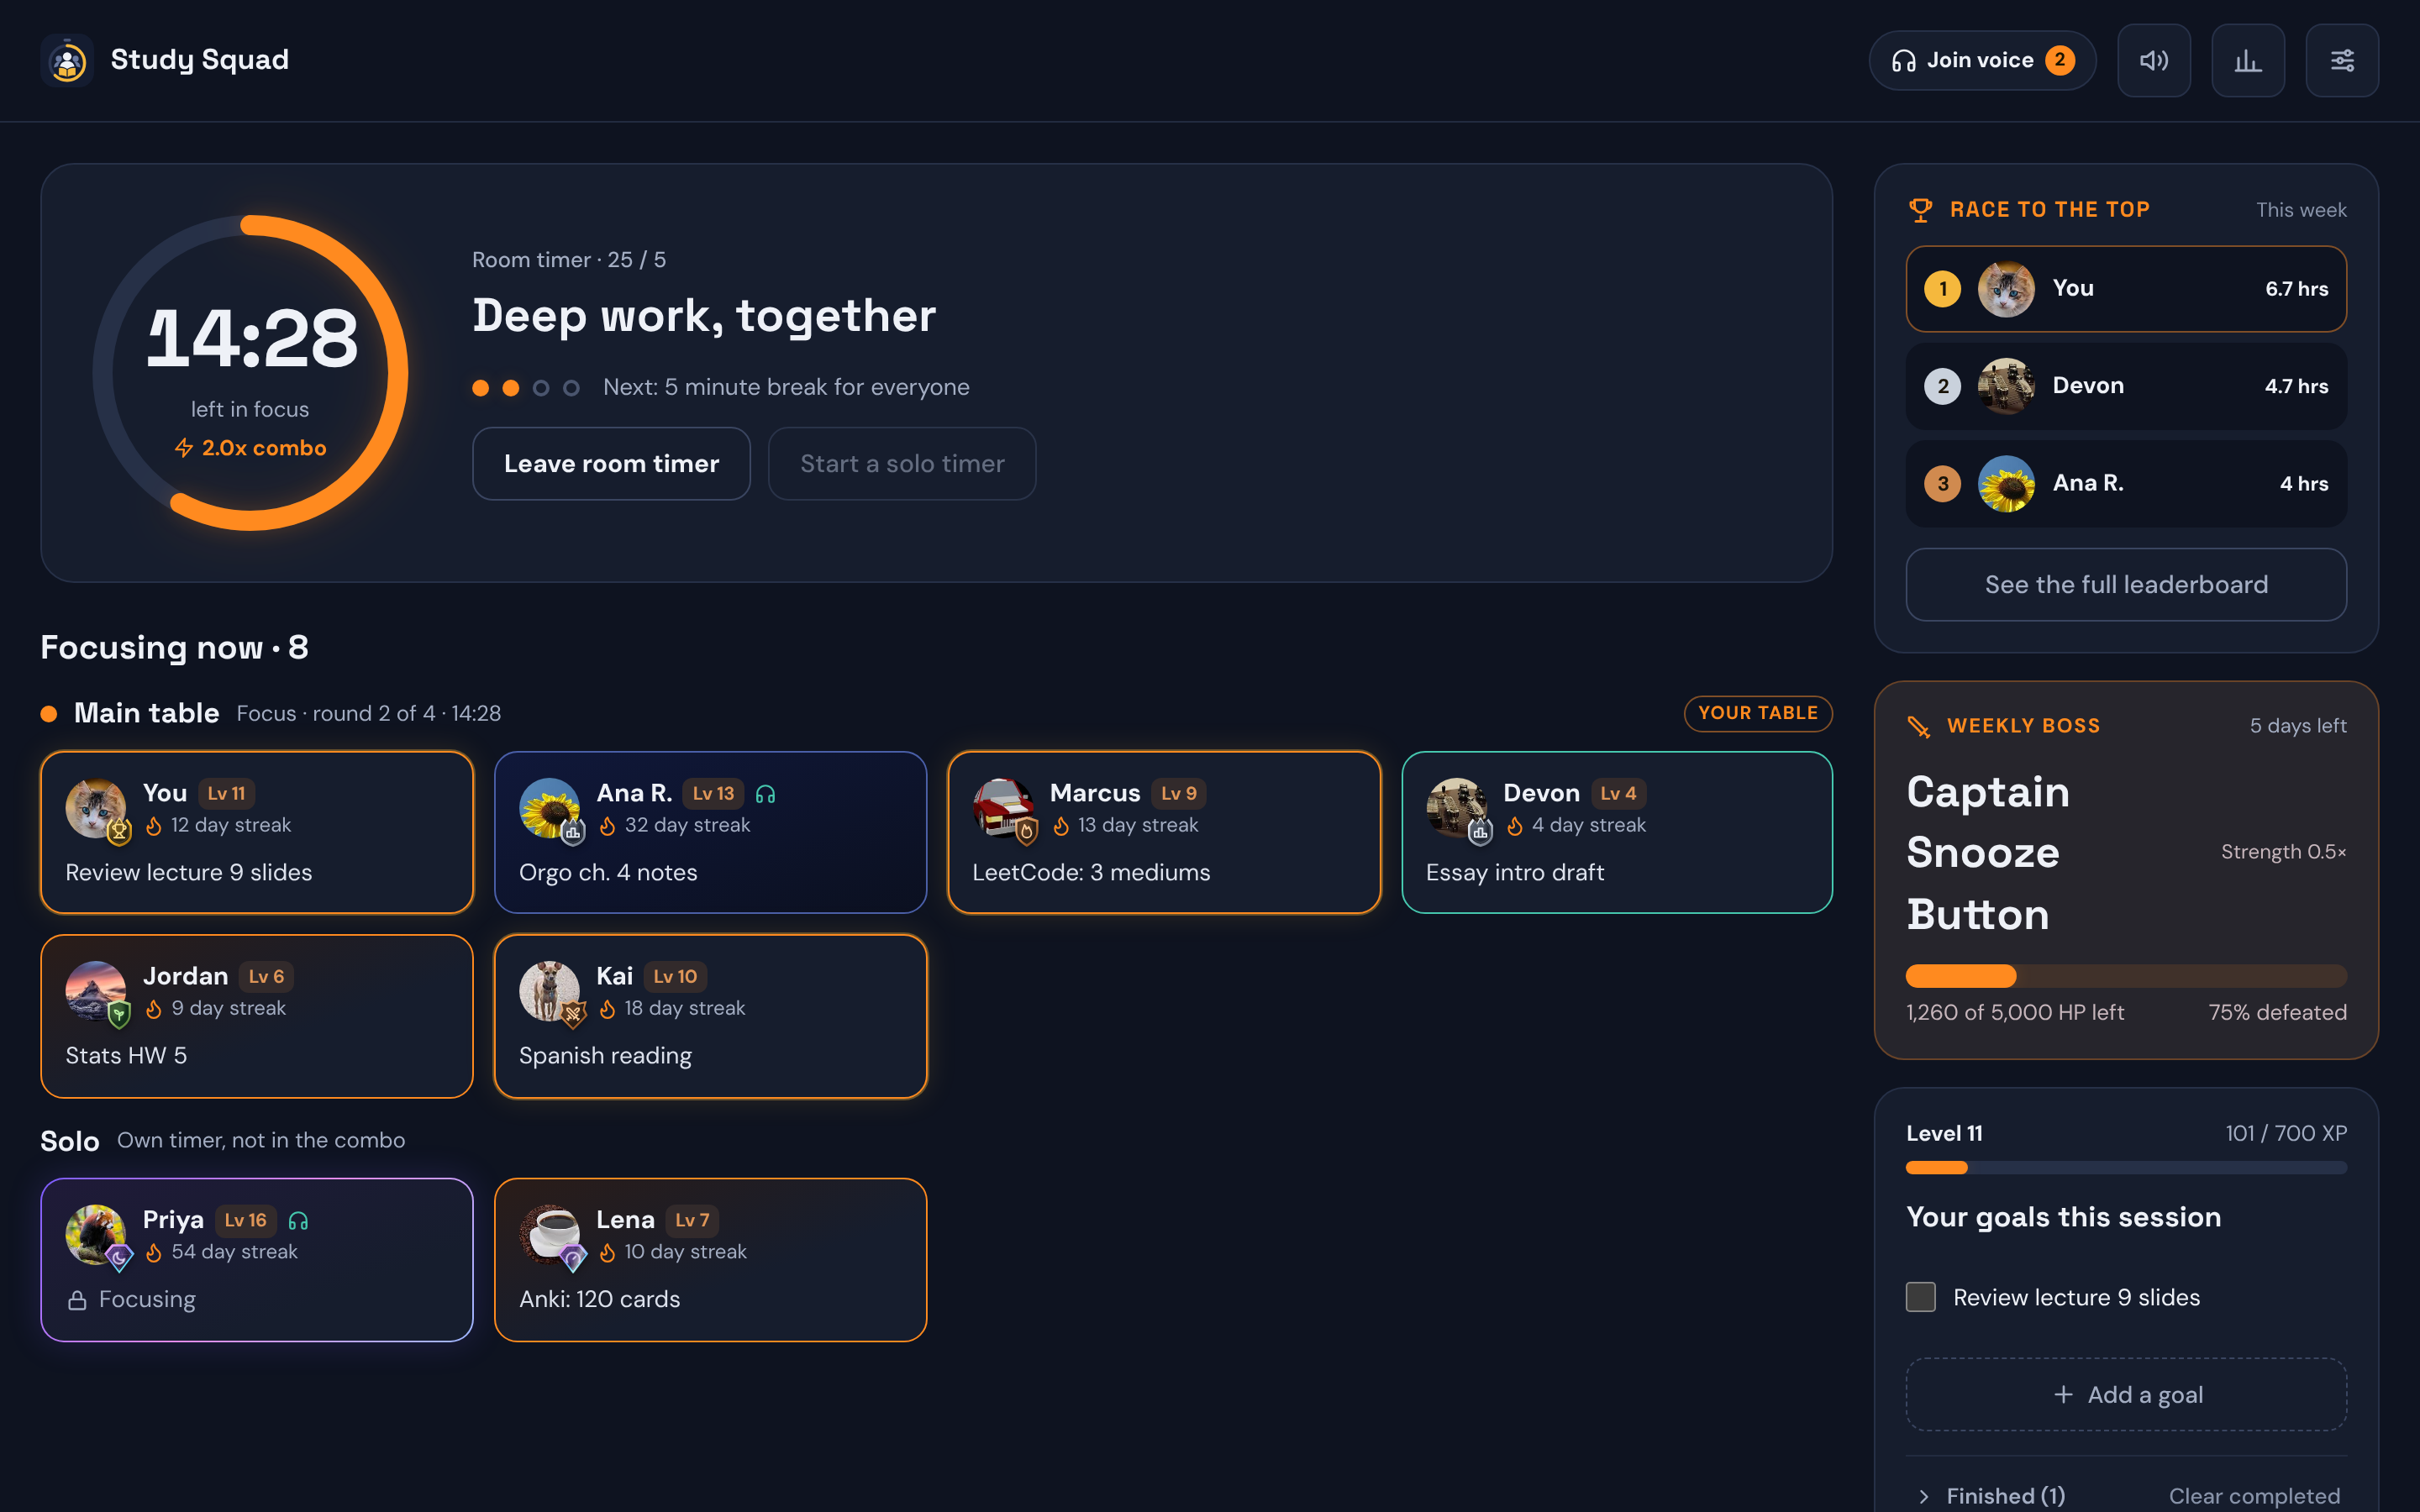 Study Squad
Join voice 2
14:28
left in focus
2.0x combo
Room timer · 25 / 5
Deep work, together
Next: 5 minute break for everyone
Leave room timer
Start a solo timer
Focusing now · 8
Main table Focus · round 2 of 4 · 14:28
YOUR TABLE
You Lv 11
12 day streak
Review lecture 9 slides
Ana R. Lv 13
32 day streak
Orgo ch. 4 notes
Marcus Lv 9
13 day streak
LeetCode: 3 mediums
Devon Lv 4
4 day streak
Essay intro draft
Jordan Lv 6
9 day streak
Stats HW 5
Kai Lv 10
18 day streak
Spanish reading
Solo Own timer, not in the combo
Priya Lv 16
54 day streak
Focusing
Lena Lv 7
10 day streak
Anki: 120 cards
RACE TO THE TOP This week
1 You 6.7 hrs
2 Devon 4.7 hrs
3 Ana R. 4 hrs
See the full leaderboard
WEEKLY BOSS 5 days left
Captain
Snooze
Button
Strength 0.5×
1,260 of 5,000 HP left 75% defeated
Level 11 101 / 700 XP
Your goals this session
Review lecture 9 slides
+ Add a goal
Finished (1) Clear completed